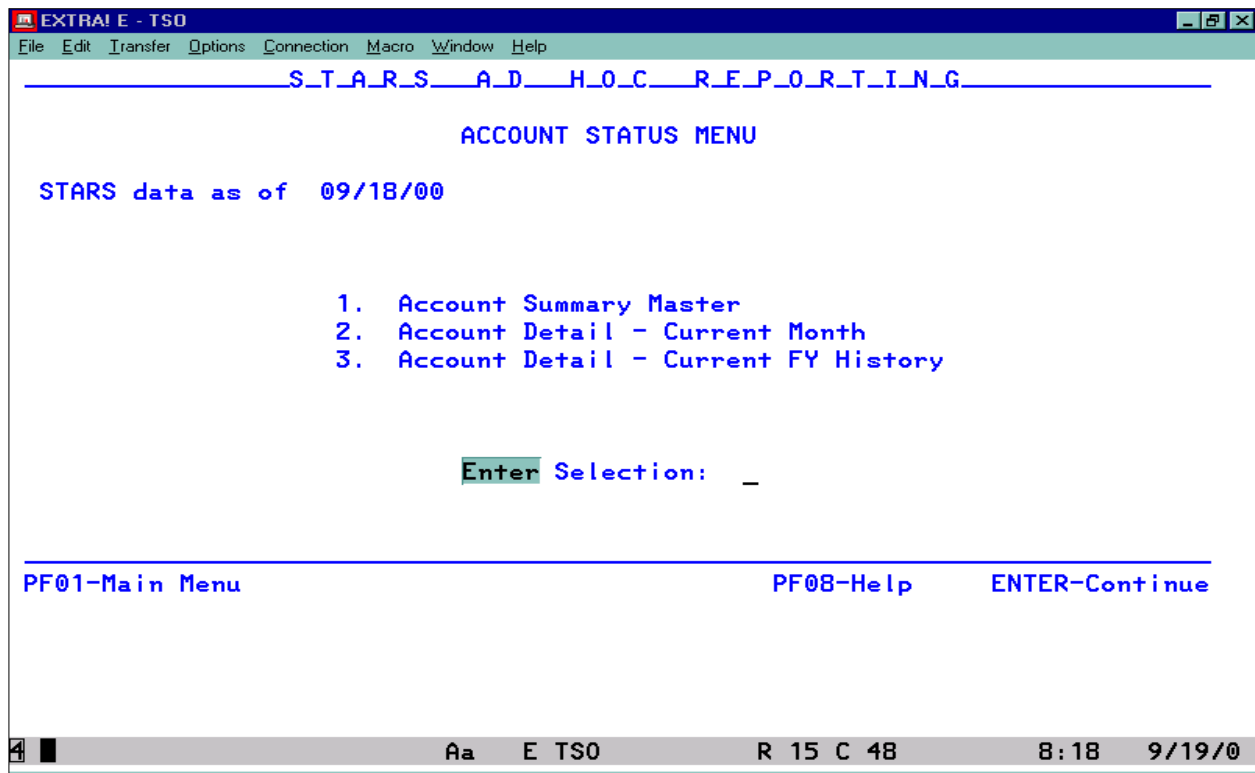 EXTRA! E - TSO
File Edit Transfer Options Connection Macro Window Help
S_T_A_R_S___A_D___H_O_C___R_E_P_O_R_T_I_N_G
ACCOUNT STATUS MENU
STARS data as of 09/18/00
1. Account Summary Master
2. Account Detail - Current Month
3. Account Detail - Current FY History
Enter Selection: _
PF01-Main Menu PF08-Help ENTER-Continue
4 Aa E TSO R 15 C 48 8:18 9/19/0